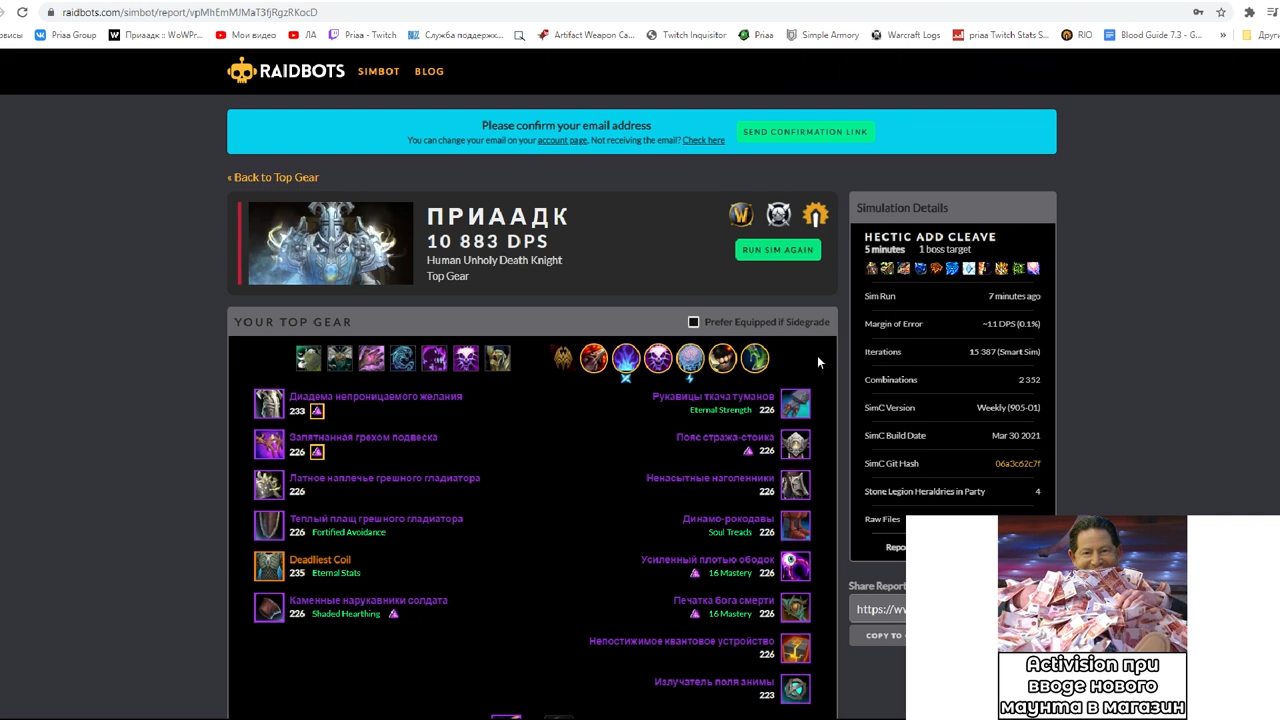 raidbots.com/simbot/report/vpMhEmMJMaT3fjRgzRKocD
Priaa Group
Приаадк :: WoWPr...
Мои видео
ЛА
Priaa - Twitch
Служба поддержк...
Artifact Weapon Ca...
Twitch Inquisitor
Priaa
Simple Armory
Warcraft Logs
priaa Twitch Stats S...
RIO
Blood Guide 7.3 - G...
»
RAIDBOTS
SIMBOT
BLOG
Please confirm your email address
You can change your email on your account page. Not receiving the email? Check here
SEND CONFIRMATION LINK
« Back to Top Gear
ПРИААДК
10 883 DPS
Human Unholy Death Knight
Top Gear
RUN SIM AGAIN
YOUR TOP GEAR
Prefer Equipped if Sidegrade
Диадема непроницаемого желания
233
Запятнанная грехом подвеска
226
Латное наплечье грешного гладиатора
226
Теплый плащ грешного гладиатора
226 Fortified Avoidance
Deadliest Coil
235 Eternal Stats
Каменные нарукавники солдата
226 Shaded Hearthing
Рукавицы ткача туманов
Eternal Strength 226
Пояс стража-стоика
226
Ненасытные наголенники
226
Динамо-рокодавы
Soul Treads 226
Усиленный плотью ободок
16 Mastery 226
Печатка бога смерти
16 Mastery 226
Непостижимое квантовое устройство
226
Излучатель поля анимы
223
Simulation Details
HECTIC ADD CLEAVE
5 minutes 1 boss target
Sim Run 7 minutes ago
Margin of Error ~11 DPS (0.1%)
Iterations 15 387 (Smart Sim)
Combinations 2 352
SimC Version Weekly (905-01)
SimC Build Date Mar 30 2021
SimC Git Hash 06a3c62c7f
Stone Legion Heraldries in Party 4
Raw Files
Share Report
https://ww
COPY TO
Activision при
вводе нового
маунта в магазин